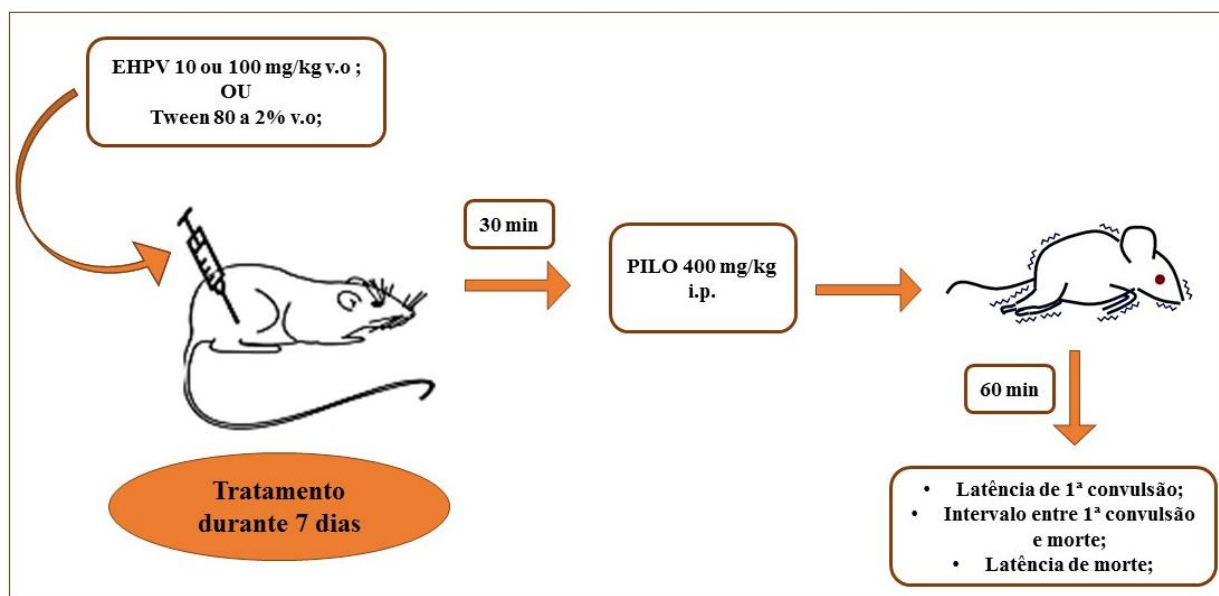 EHPV 10 ou 100 mg/kg v.o ;
OU
Tween 80 a 2% v.o;
30 min
PILO 400 mg/kg
i.p.
60 min
Tratamento
durante 7 dias
• Latência de 1ª convulsão;
• Intervalo entre 1ª convulsão
e morte;
• Latência de morte;